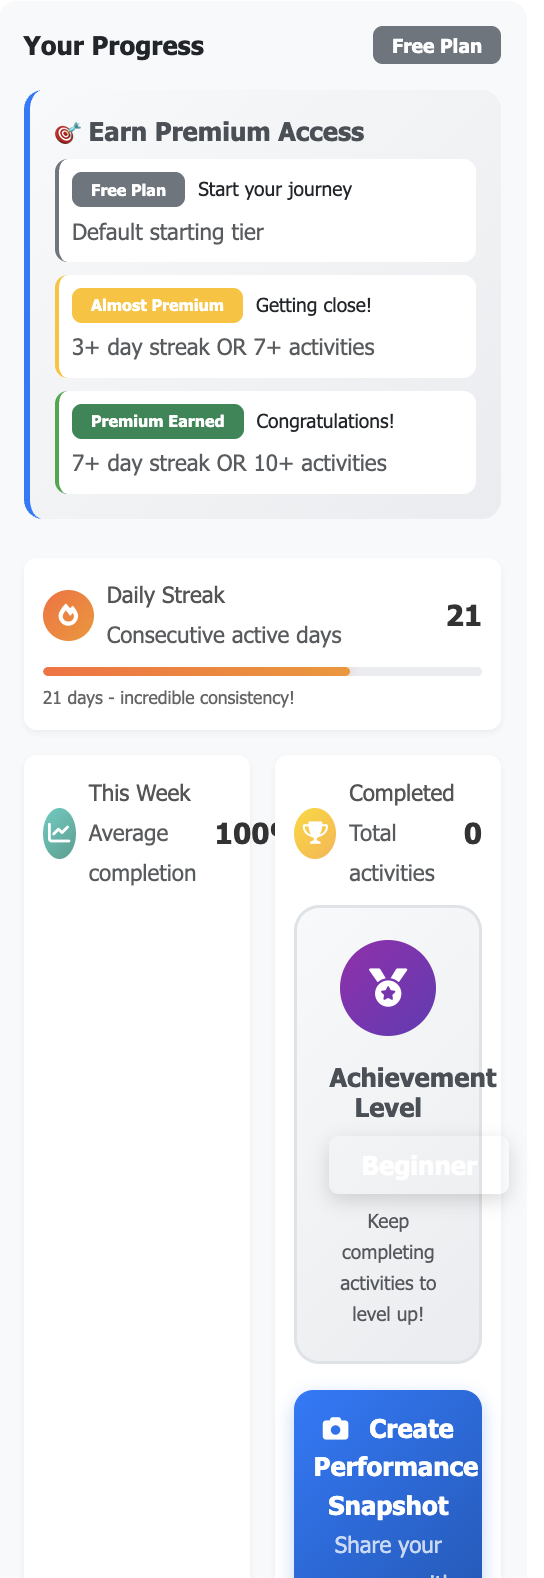 Your Progress
Free Plan
🎯 Earn Premium Access
Free Plan Start your journey
Default starting tier
Almost Premium Getting close!
3+ day streak OR 7+ activities
Premium Earned Congratulations!
7+ day streak OR 10+ activities
Daily Streak
Consecutive active days
21
21 days - incredible consistency!
This Week
Average
completion
100%
Completed
Total
activities
0
Achievement
Level
Beginner
Keep
completing
activities to
level up!
Create
Performance
Snapshot
Share your